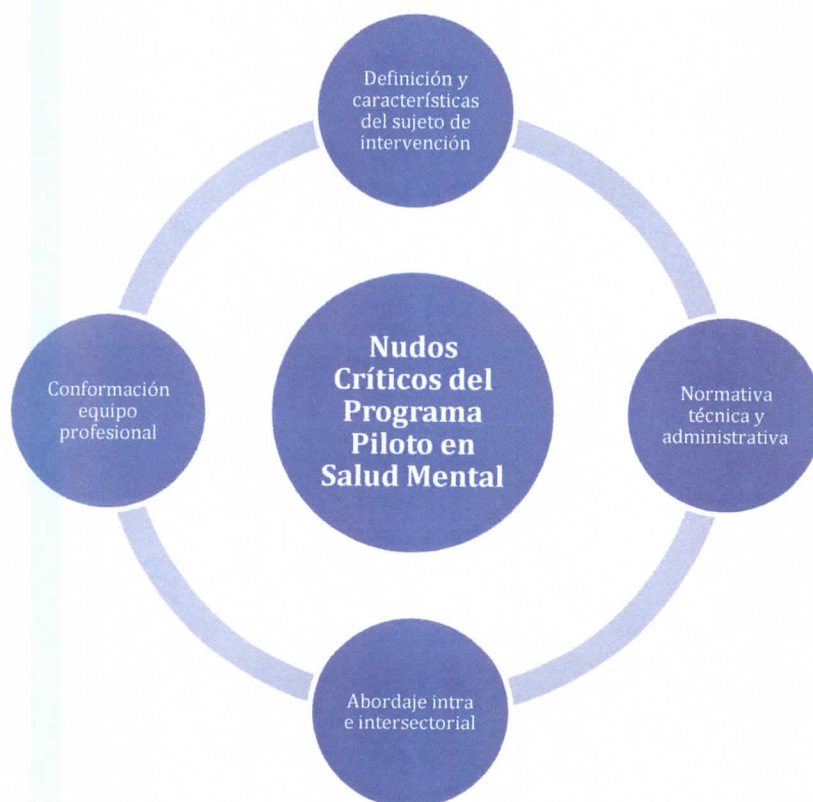 Definición y
características
del sujeto de
intervención
Nudos
Críticos del
Programa
Piloto en
Salud Mental
Conformación
equipo
profesional
Normativa
técnica y
administrativa
Abordaje intra
e intersectorial